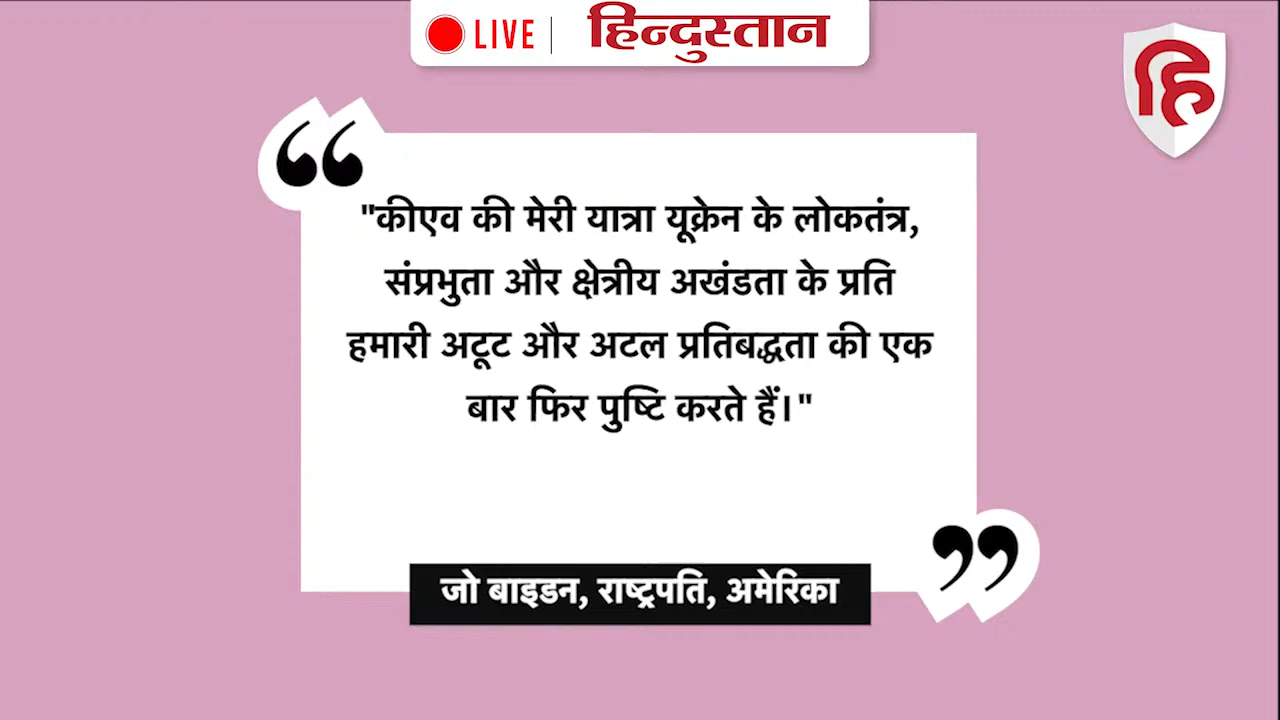 LIVE | हिन्दुस्तान
हि
"कीएव की मेरी यात्रा यूक्रेन के लोकतंत्र,
संप्रभुता और क्षेत्रीय अखंडता के प्रति
हमारी अटूट और अटल प्रतिबद्धता की एक
बार फिर पुष्टि करते हैं।"
जो बाइडन, राष्ट्रपति, अमेरिका